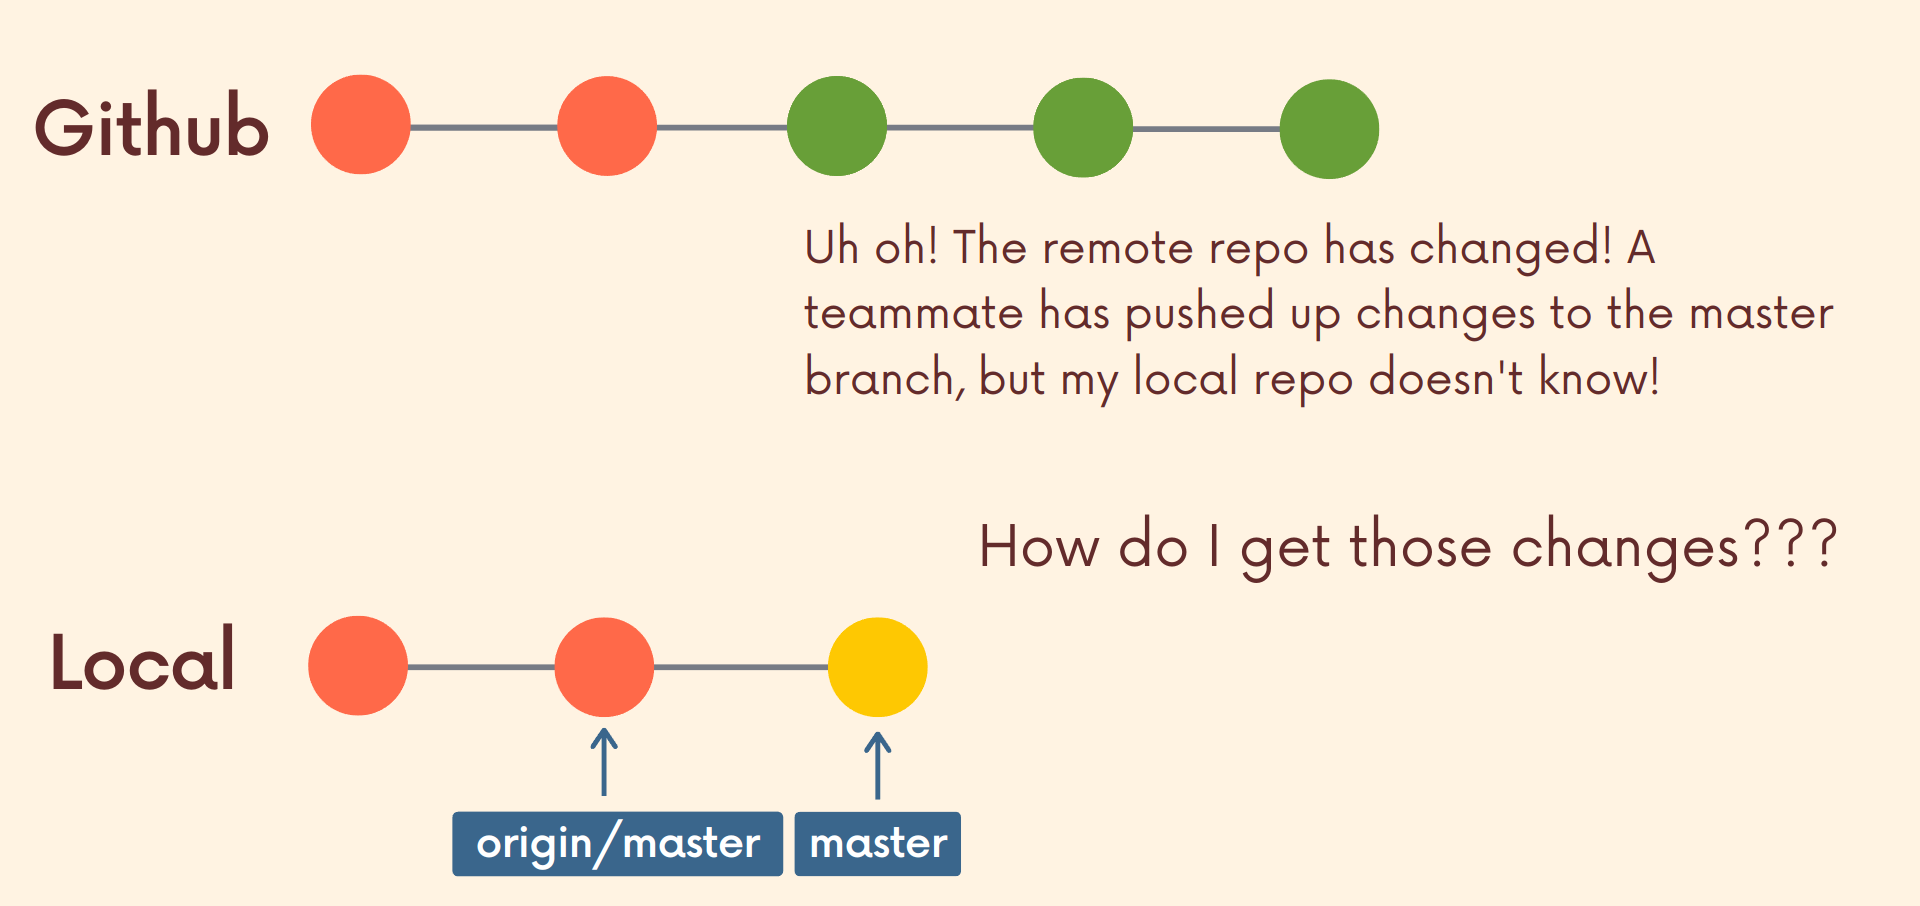 Github
Uh oh! The remote repo has changed! A
teammate has pushed up changes to the master
branch, but my local repo doesn't know!
How do I get those changes???
Local
origin/master
master